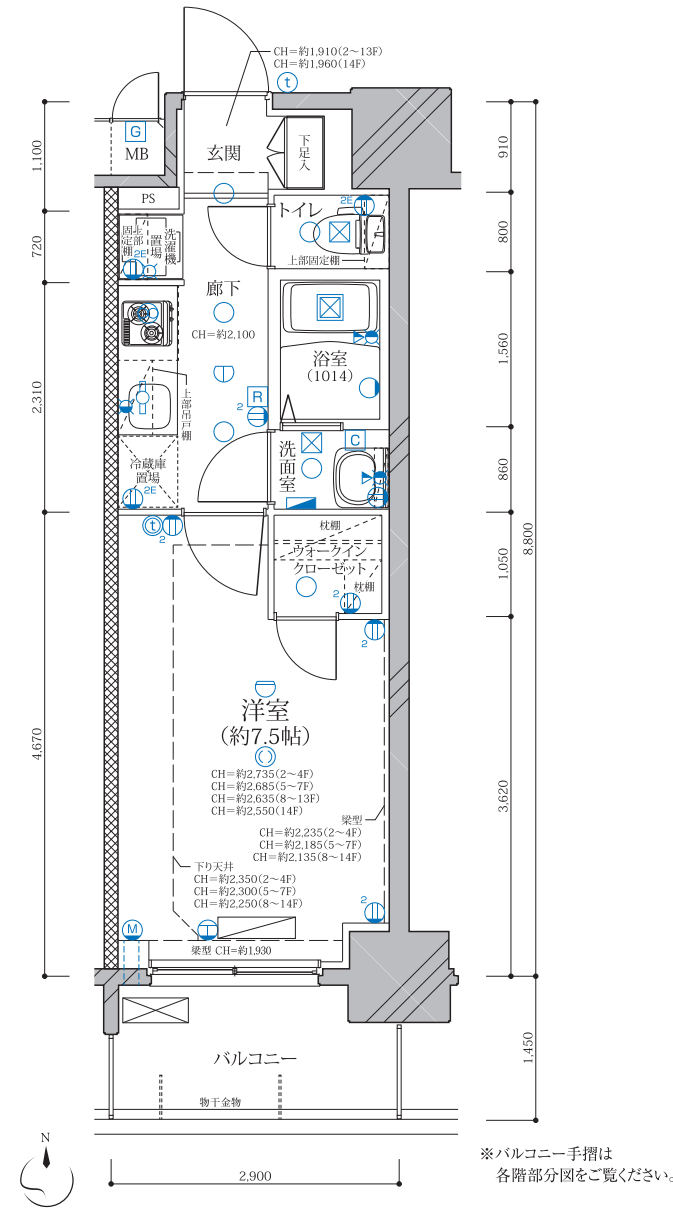 CH=約1,910(2～13F)
CH=約1,960(14F)
t
G
MB
玄関
下足入
PS
トイレ
2E
上部固定棚
洗濯機
置場
上部
固定棚
2E
廊下
CH=約2,100
浴室
(1014)
R
2
上部吊戸棚
冷蔵庫
置場
2E
洗面室
C
2E
t
2
枕棚
ウォークイン
クローゼット
枕棚
2
2
洋室
(約7.5帖)
CH=約2,735(2～4F)
CH=約2,685(5～7F)
CH=約2,635(8～13F)
CH=約2,550(14F)
梁型
CH=約2,235(2～4F)
CH=約2,185(5～7F)
CH=約2,135(8～14F)
下り天井
CH=約2,350(2～4F)
CH=約2,300(5～7F)
CH=約2,250(8～14F)
2
M
梁型 CH=約1,930
バルコニー
物干金物
1,100
720
2,310
4,670
910
800
1,560
860
1,050
3,620
8,800
1,450
2,900
N
※バルコニー手摺は
各階部分図をご覧ください。